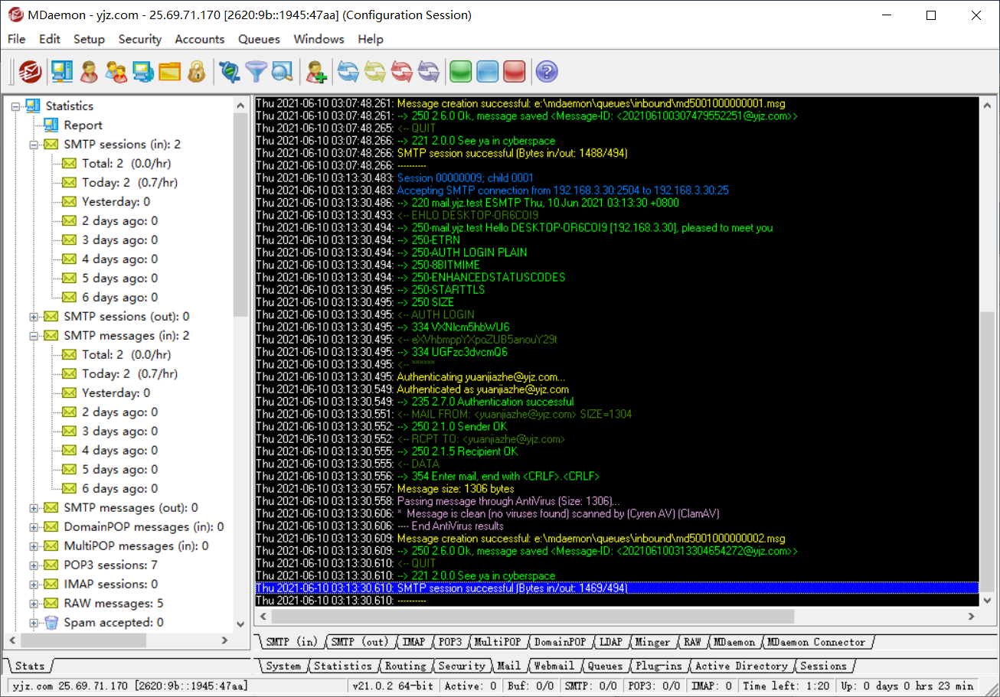 MDaemon - yjz.com - 25.69.71.170 [2620:9b::1945:47aa] (Configuration Session)
File Edit Setup Security Accounts Queues Windows Help
Statistics
Report
SMTP sessions (in): 2
Total: 2 (0.0/hr)
Today: 2 (0.7/hr)
Yesterday: 0
2 days ago: 0
3 days ago: 0
4 days ago: 0
5 days ago: 0
6 days ago: 0
SMTP sessions (out): 0
SMTP messages (in): 2
Total: 2 (0.0/hr)
Today: 2 (0.7/hr)
Yesterday: 0
2 days ago: 0
3 days ago: 0
4 days ago: 0
5 days ago: 0
6 days ago: 0
SMTP messages (out): 0
DomainPOP messages (in): 0
MultiPOP messages (in): 0
POP3 sessions: 7
IMAP sessions: 0
RAW messages: 5
Spam accepted: 0
Stats
Thu 2021-06-10 03:07:48.261: Message creation successful: e:\mdaemon\queues\inbound\md5001000000001.msg
Thu 2021-06-10 03:07:48.261: --> 250 2.6.0 Ok, message saved <Message-ID: <202106100307479552251@yjz.com>>
Thu 2021-06-10 03:07:48.265: <-- QUIT
Thu 2021-06-10 03:07:48.266: --> 221 2.0.0 See ya in cyberspace
Thu 2021-06-10 03:07:48.266: SMTP session successful (Bytes in/out: 1488/494)
Thu 2021-06-10 03:07:48.266: ----------
Thu 2021-06-10 03:13:30.483: Session 00000009; child 0001
Thu 2021-06-10 03:13:30.483: Accepting SMTP connection from 192.168.3.30:2504 to 192.168.3.30:25
Thu 2021-06-10 03:13:30.486: --> 220 mail.yjz.test ESMTP Thu, 10 Jun 2021 03:13:30 +0800
Thu 2021-06-10 03:13:30.493: <-- EHLO DESKTOP-OR6COI9
Thu 2021-06-10 03:13:30.494: --> 250-mail.yjz.test Hello DESKTOP-OR6COI9 [192.168.3.30], pleased to meet you
Thu 2021-06-10 03:13:30.494: --> 250-ETRN
Thu 2021-06-10 03:13:30.494: --> 250-AUTH LOGIN PLAIN
Thu 2021-06-10 03:13:30.494: --> 250-8BITMIME
Thu 2021-06-10 03:13:30.494: --> 250-ENHANCEDSTATUSCODES
Thu 2021-06-10 03:13:30.495: --> 250-STARTTLS
Thu 2021-06-10 03:13:30.495: --> 250 SIZE
Thu 2021-06-10 03:13:30.495: <-- AUTH LOGIN
Thu 2021-06-10 03:13:30.495: --> 334 VXNlcm5hbWU6
Thu 2021-06-10 03:13:30.495: <-- eXVhbmppYXpoZUB5anouY29t
Thu 2021-06-10 03:13:30.495: --> 334 UGFzc3dvcmQ6
Thu 2021-06-10 03:13:30.495: <-- ******
Thu 2021-06-10 03:13:30.495: Authenticating yuanjiazhe@yjz.com...
Thu 2021-06-10 03:13:30.549: Authenticated as yuanjiazhe@yjz.com
Thu 2021-06-10 03:13:30.549: --> 235 2.7.0 Authentication successful
Thu 2021-06-10 03:13:30.551: <-- MAIL FROM: <yuanjiazhe@yjz.com> SIZE=1304
Thu 2021-06-10 03:13:30.552: --> 250 2.1.0 Sender OK
Thu 2021-06-10 03:13:30.552: <-- RCPT TO: <yuanjiazhe@yjz.com>
Thu 2021-06-10 03:13:30.555: --> 250 2.1.5 Recipient OK
Thu 2021-06-10 03:13:30.555: <-- DATA
Thu 2021-06-10 03:13:30.556: --> 354 Enter mail, end with <CRLF>.<CRLF>
Thu 2021-06-10 03:13:30.557: Message size: 1306 bytes
Thu 2021-06-10 03:13:30.558: Passing message through AntiVirus (Size: 1306)...
Thu 2021-06-10 03:13:30.606: * Message is clean (no viruses found) scanned by (Cyren AV) (ClamAV)
Thu 2021-06-10 03:13:30.606: ---- End AntiVirus results
Thu 2021-06-10 03:13:30.609: Message creation successful: e:\mdaemon\queues\inbound\md5001000000002.msg
Thu 2021-06-10 03:13:30.609: --> 250 2.6.0 Ok, message saved <Message-ID: <202106100313304654272@yjz.com>>
Thu 2021-06-10 03:13:30.610: <-- QUIT
Thu 2021-06-10 03:13:30.610: --> 221 2.0.0 See ya in cyberspace
Thu 2021-06-10 03:13:30.610: SMTP session successful (Bytes in/out: 1469/494)
Thu 2021-06-10 03:13:30.610: ----------
SMTP (in) SMTP (out) IMAP POP3 MultiPOP DomainPOP LDAP Minger RAW MDaemon MDaemon Connector
System Statistics Routing Security Mail Webmail Queues Plug-ins Active Directory Sessions
yjz.com 25.69.71.170 [2620:9b::1945:47aa] v21.0.2 64-bit Active: 0 Buf: 0/0 SMTP: 0/0 POP3: 0/0 IMAP: 0 Time left: 1:20 Up: 0 days 0 hrs 23 min